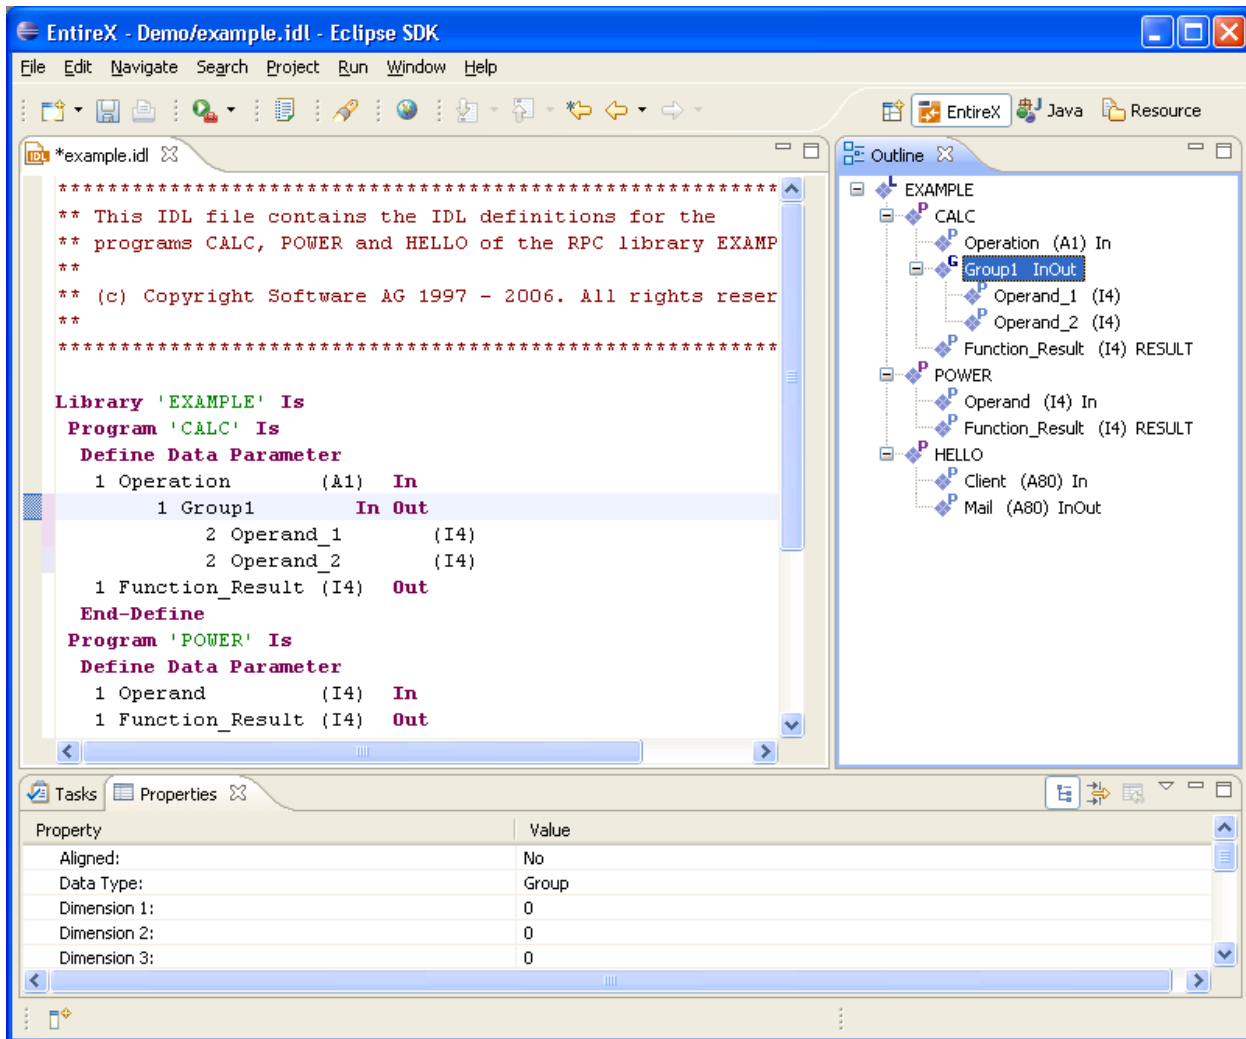 EntireX - Demo/example.idl - Eclipse SDK
File Edit Navigate Search Project Run Window Help
EntireX Java Resource
IDL *example.idl
************************************************************
** This IDL file contains the IDL definitions for the
** programs CALC, POWER and HELLO of the RPC library EXAMP
**
** (c) Copyright Software AG 1997 - 2006. All rights reser
**
************************************************************
Library 'EXAMPLE' Is
Program 'CALC' Is
Define Data Parameter
1 Operation (A1) In
1 Group1 In Out
2 Operand_1 (I4)
2 Operand_2 (I4)
1 Function_Result (I4) Out
End-Define
Program 'POWER' Is
Define Data Parameter
1 Operand (I4) In
1 Function_Result (I4) Out
Outline
L EXAMPLE
P CALC
P Operation (A1) In
G Group1 InOut
P Operand_1 (I4)
P Operand_2 (I4)
P Function_Result (I4) RESULT
P POWER
P Operand (I4) In
P Function_Result (I4) RESULT
P HELLO
P Client (A80) In
P Mail (A80) InOut
Tasks Properties
Property Value
Aligned: No
Data Type: Group
Dimension 1: 0
Dimension 2: 0
Dimension 3: 0